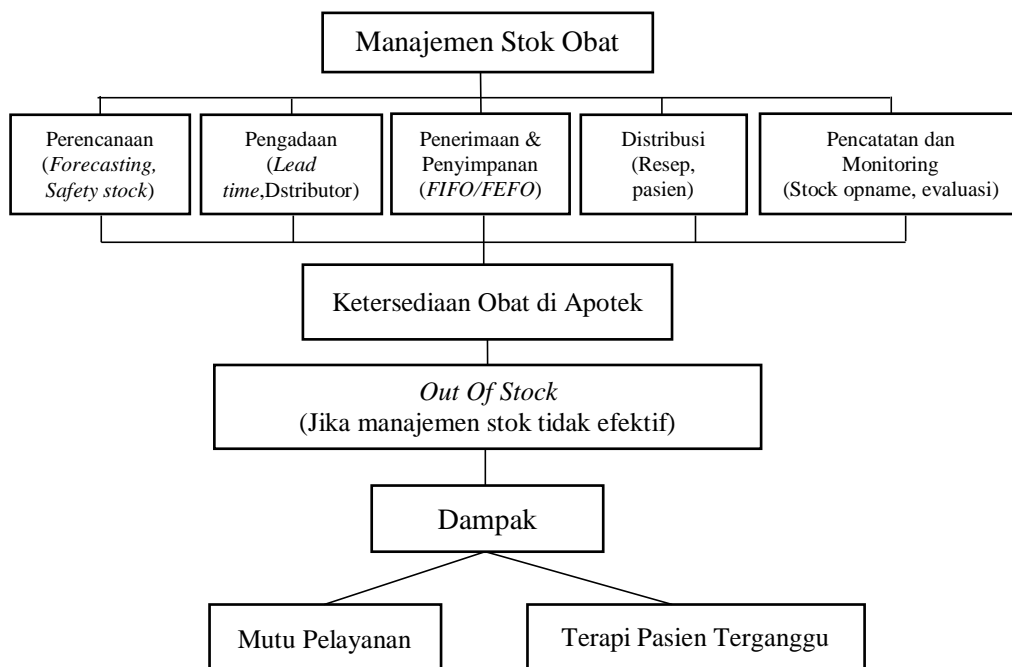 Manajemen Stok Obat
Perencanaan
(Forecasting,
Safety stock)
Pengadaan
(Lead
time,Dstributor)
Penerimaan &
Penyimpanan
(FIFO/FEFO)
Distribusi
(Resep,
pasien)
Pencatatan dan
Monitoring
(Stock opname, evaluasi)
Ketersediaan Obat di Apotek
Out Of Stock
(Jika manajemen stok tidak efektif)
Dampak
Mutu Pelayanan
Terapi Pasien Terganggu